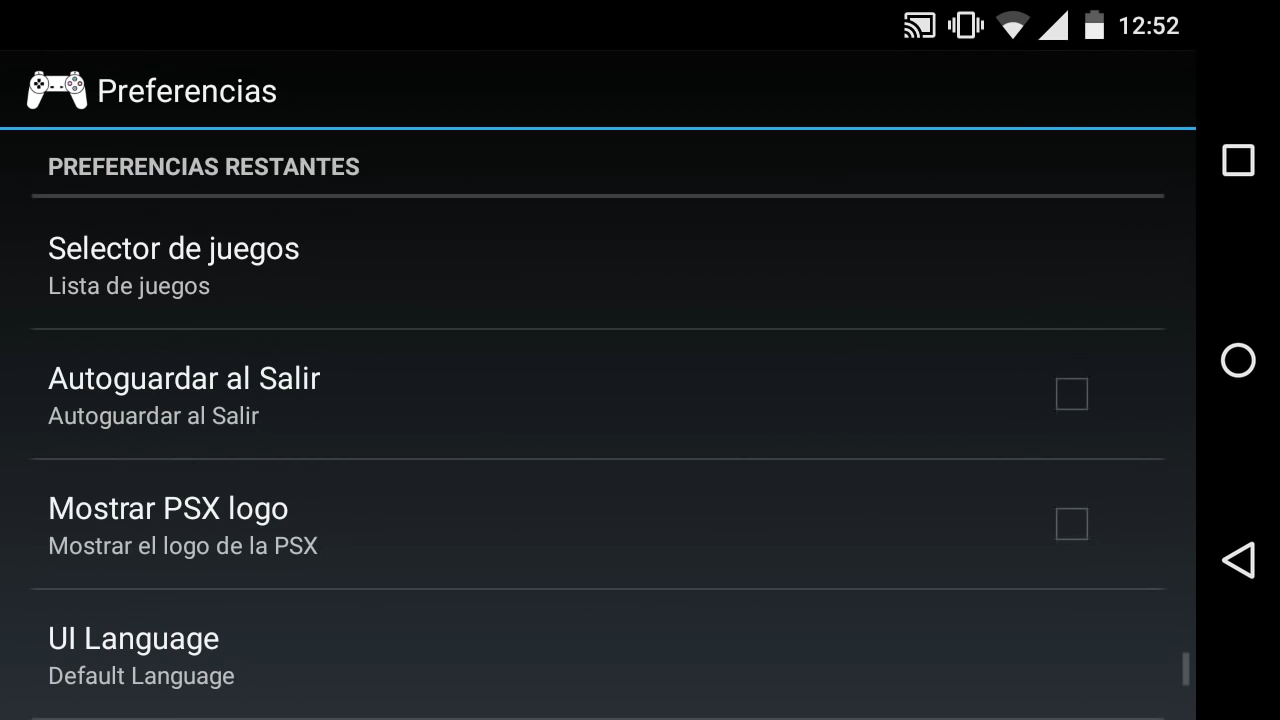 12:52
Preferencias
PREFERENCIAS RESTANTES
Selector de juegos
Lista de juegos
Autoguardar al Salir
Autoguardar al Salir
Mostrar PSX logo
Mostrar el logo de la PSX
UI Language
Default Language